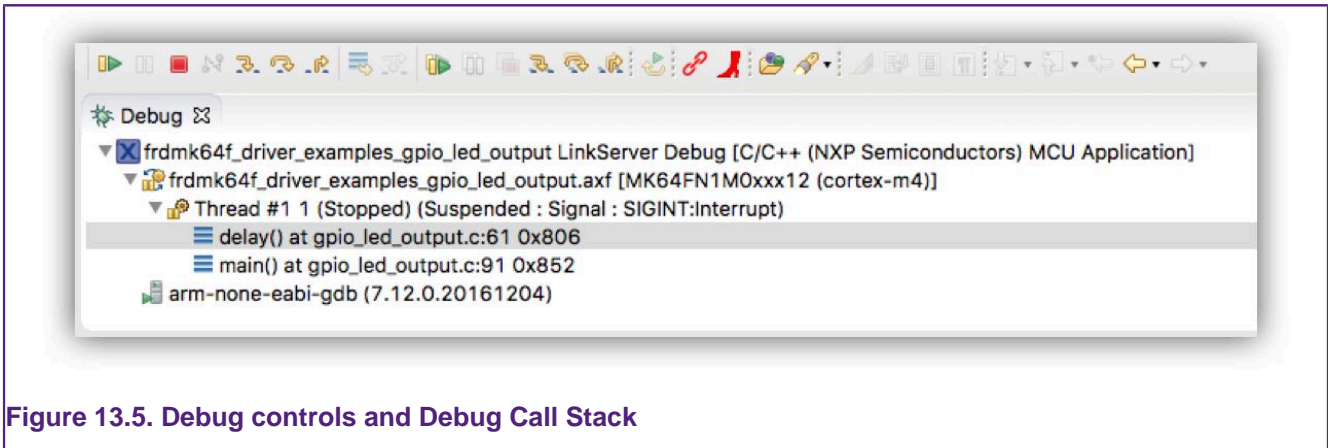 Debug
frdmk64f_driver_examples_gpio_led_output LinkServer Debug [C/C++ (NXP Semiconductors) MCU Application]
frdmk64f_driver_examples_gpio_led_output.axf [MK64FN1M0xxx12 (cortex-m4)]
Thread #1 1 (Stopped) (Suspended : Signal : SIGINT:Interrupt)
delay() at gpio_led_output.c:61 0x806
main() at gpio_led_output.c:91 0x852
arm-none-eabi-gdb (7.12.0.20161204)
Figure 13.5. Debug controls and Debug Call Stack